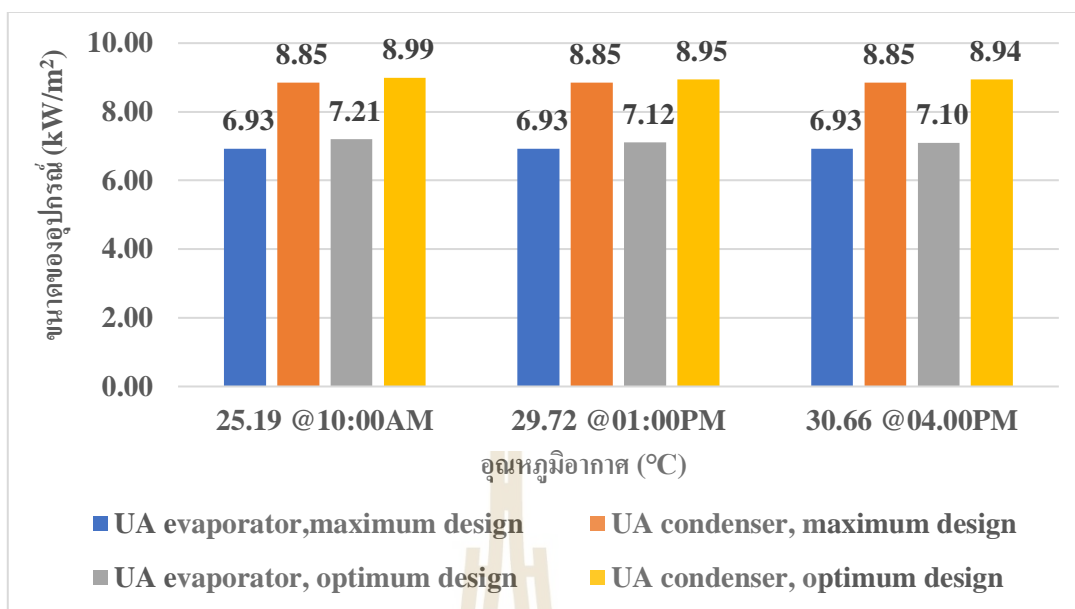 ขนาดของอุปกรณ์ (kW/m²)
10.00
8.00
6.00
4.00
2.00
0.00
6.93 8.85 7.21 8.99
6.93 8.85 7.12 8.95
6.93 8.85 7.10 8.94
25.19 @10:00AM 29.72 @01:00PM 30.66 @04.00PM
อุณหภูมิอากาศ (°C)
UA evaporator,maximum design UA condenser, maximum design
UA evaporator, optimum design UA condenser, optimum design